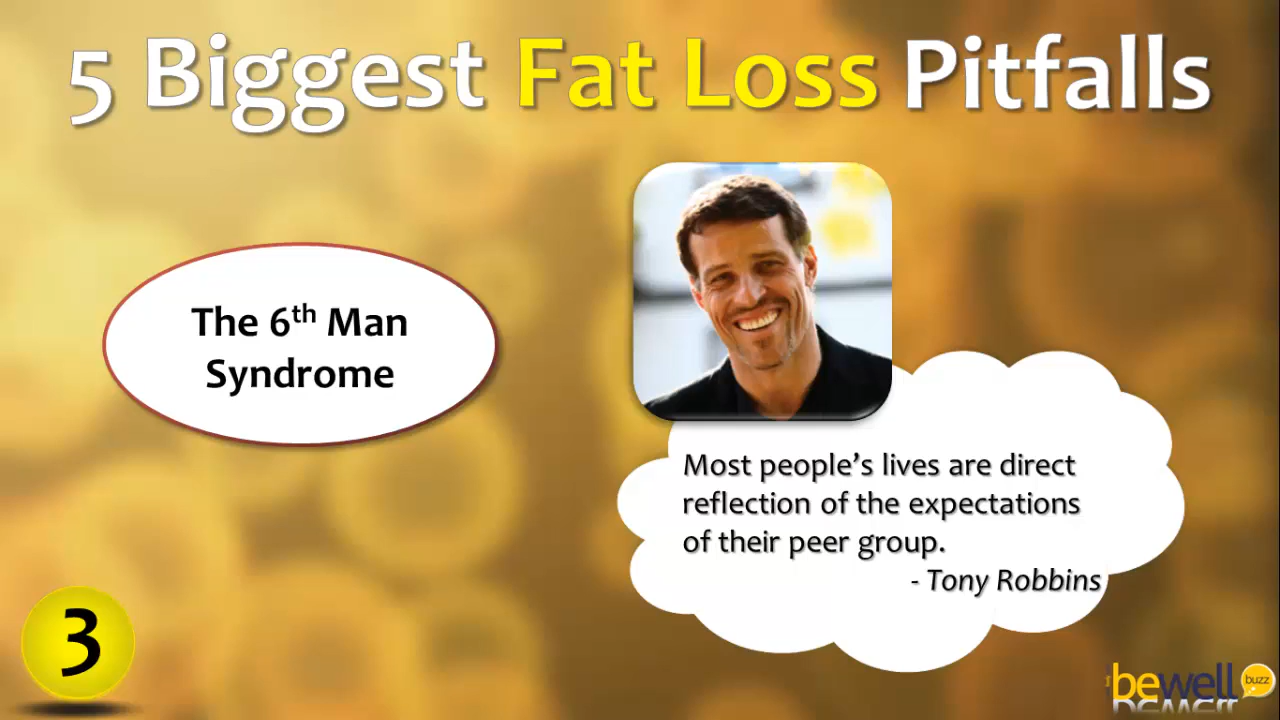 5 Biggest Fat Loss Pitfalls
The 6th Man
Syndrome
Most people's lives are direct
reflection of the expectations
of their peer group.
- Tony Robbins
3
bewell buzz